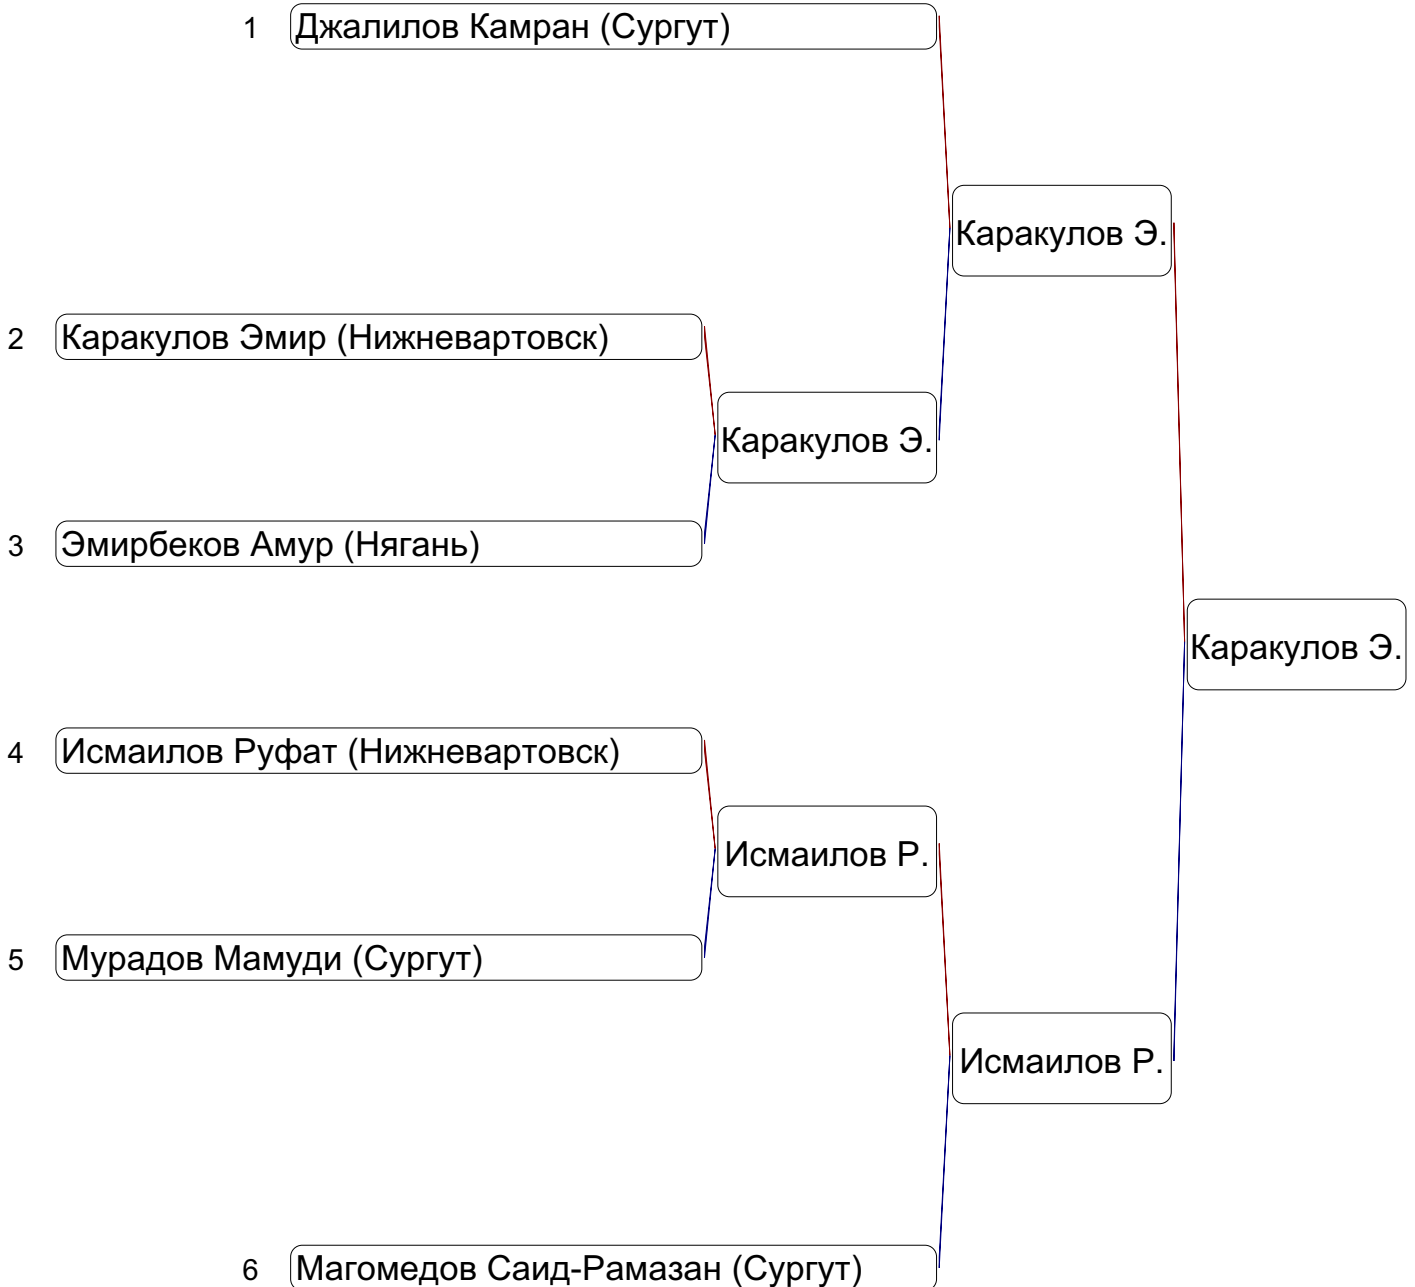 1 Джалилов Камран (Сургут)
Каракулов Э.
2 Каракулов Эмир (Нижневартовск)
Каракулов Э.
3 Эмирбеков Амур (Нягань)
Каракулов Э.
4 Исмаилов Руфат (Нижневартовск)
Исмаилов Р.
5 Мурадов Мамуди (Сургут)
Исмаилов Р.
6 Магомедов Саид-Рамазан (Сургут)